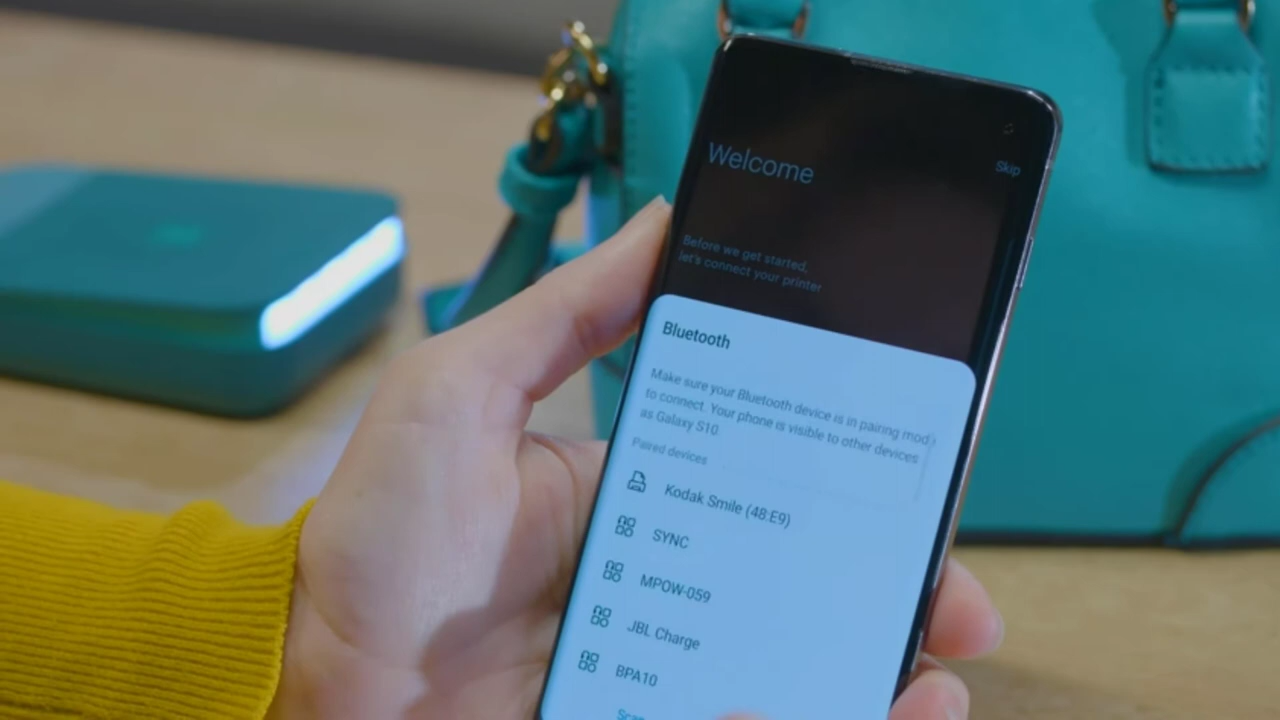 Welcome
Skip
Before we get started,
let's connect your printer
Bluetooth
Make sure your Bluetooth device is in pairing mod
to connect. Your phone is visible to other devices
as Galaxy S10.
Paired devices
Kodak Smile (48:E9)
SYNC
MPOW-059
JBL Charge
BPA10